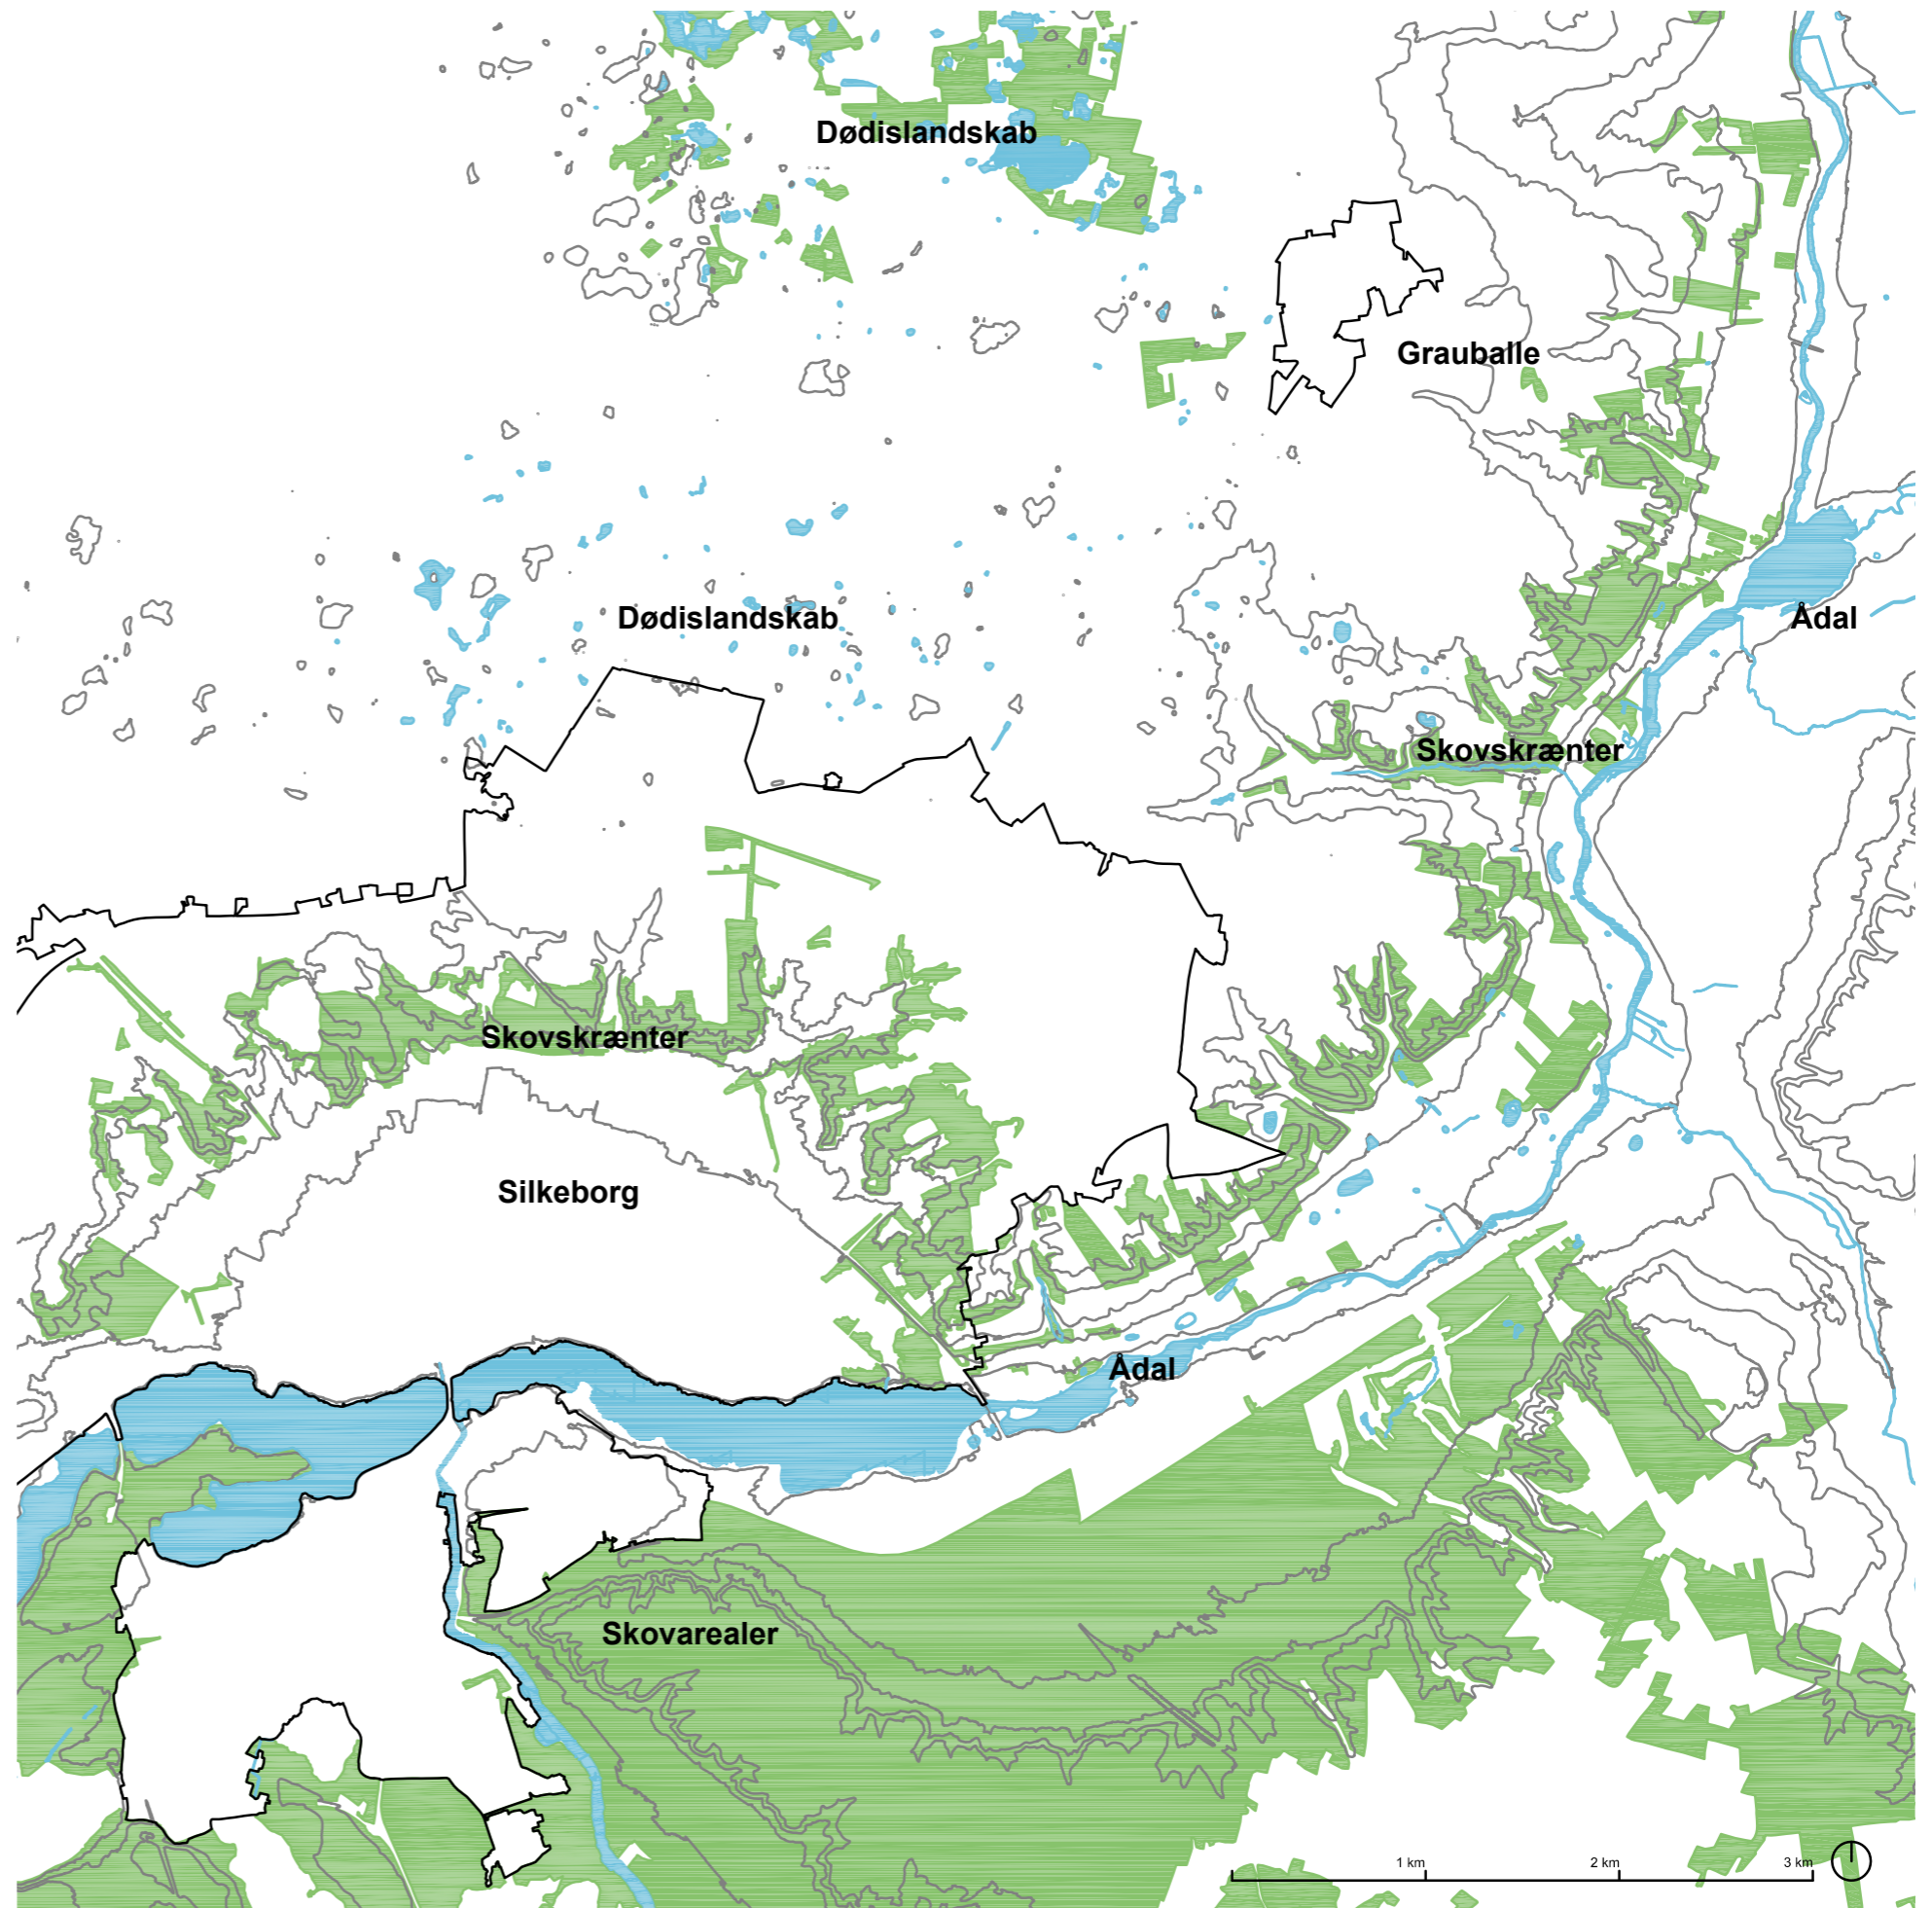 Dødislandskab
Grauballe
Dødislandskab
Ådal
Skovskrænter
Skovskrænter
Silkeborg
Ådal
Skovarealer
1 km 2 km 3 km